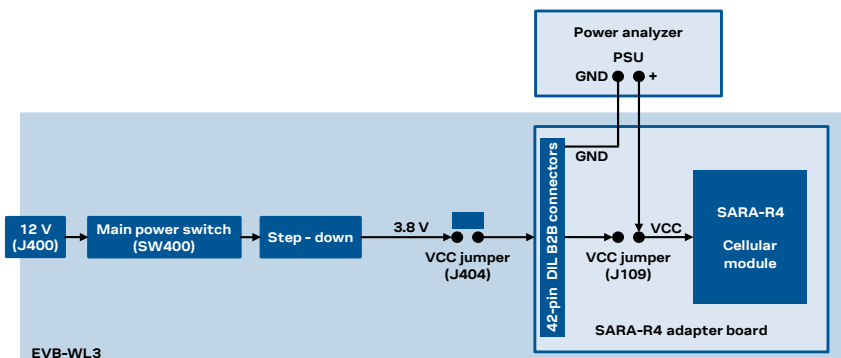 Power analyzer
PSU
GND
+
GND
42-pin DIL B2B connectors
12 V
(J400)
Main power switch
(SW400)
Step - down
3.8 V
VCC jumper
(J404)
VCC
VCC jumper
(J109)
SARA-R4
Cellular
module
SARA-R4 adapter board
EVB-WL3